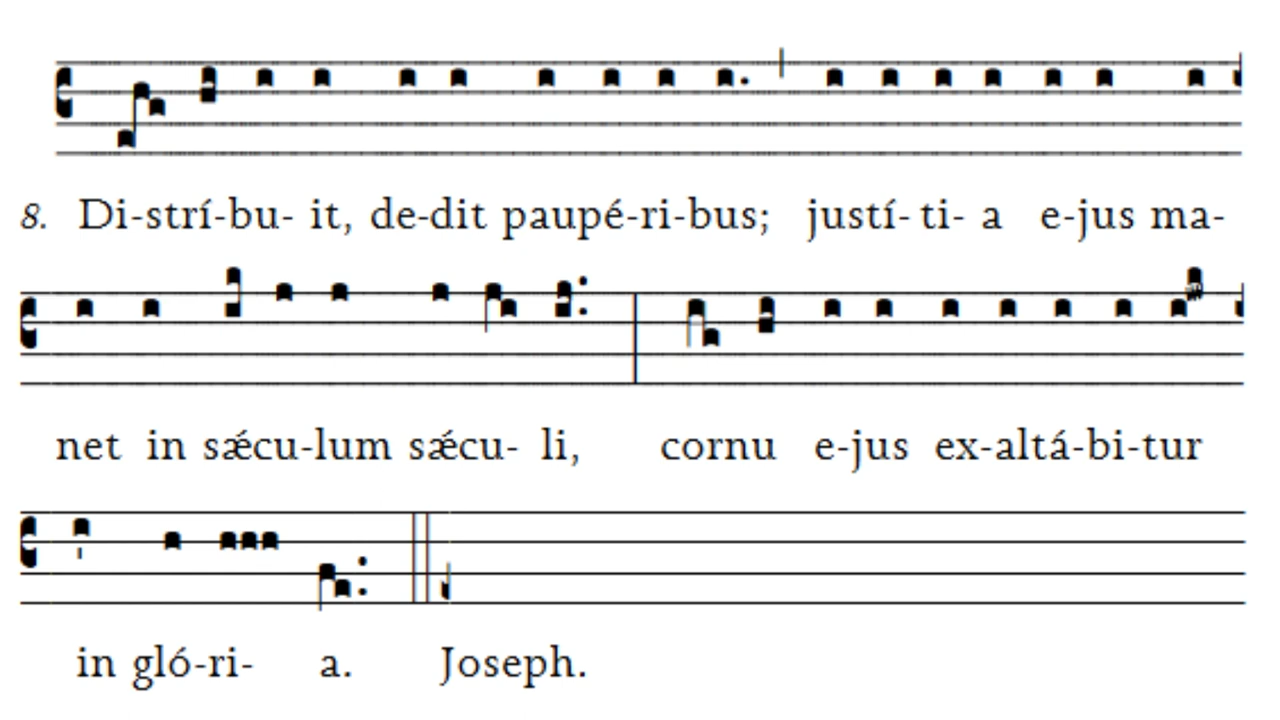 8. Di-strí-bu- it, de-dit paupé-ri-bus; justí- ti- a e-jus ma-
net in sǽcu-lum sǽcu- li, cornu e-jus ex-altá-bi-tur
in gló-ri- a. Joseph.